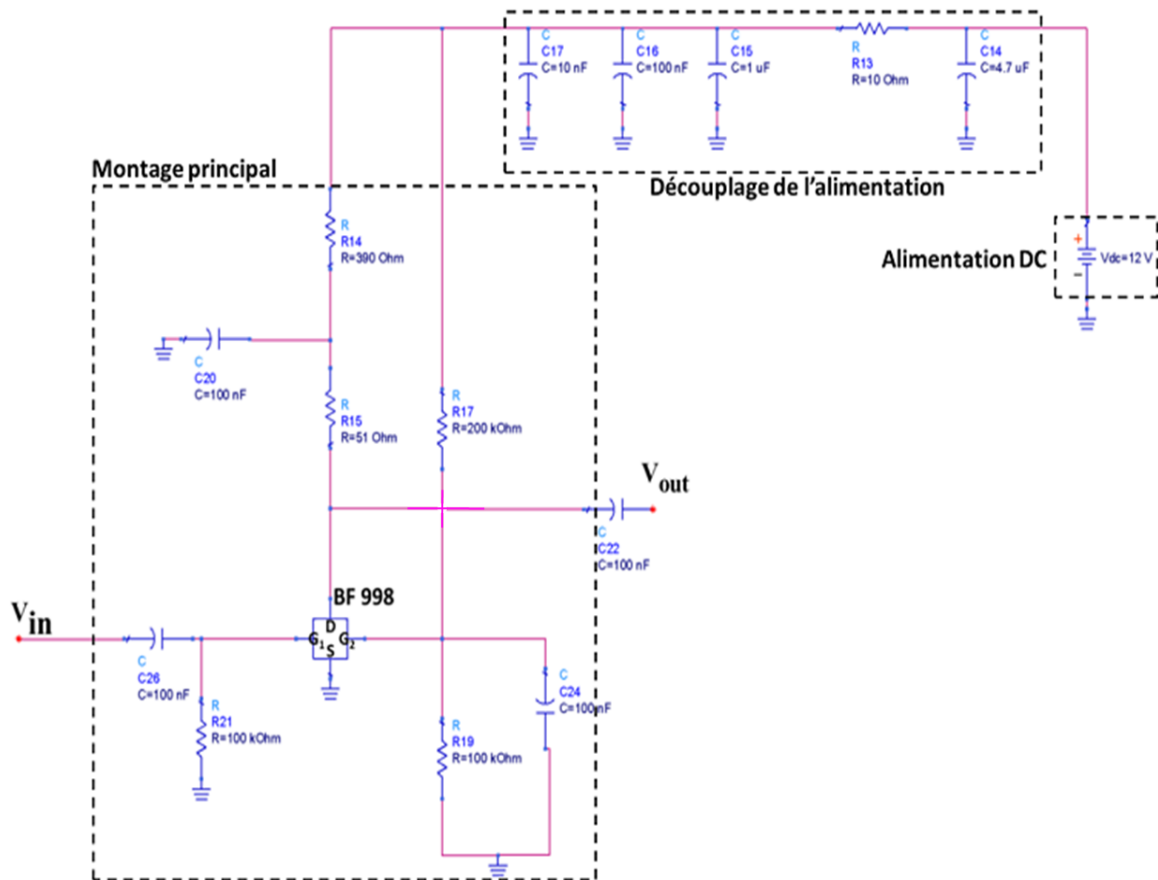 C
C17
C=10 nF
C
C16
C=100 nF
C
C15
C=1 uF
R
R13
R=10 Ohm
C
C14
C=4.7 uF
Montage principal
Découplage de l'alimentation
R
R14
R=390 Ohm
Alimentation DC
+
Vdc=12 V
–
C
C20
C=100 nF
R
R15
R=51 Ohm
R
R17
R=200 kOhm
Vout
C
C22
C=100 nF
BF 998
Vin
D
G1
G2
S
C
C26
C=100 nF
C
C24
C=100 nF
R
R21
R=100 kOhm
R
R19
R=100 kOhm